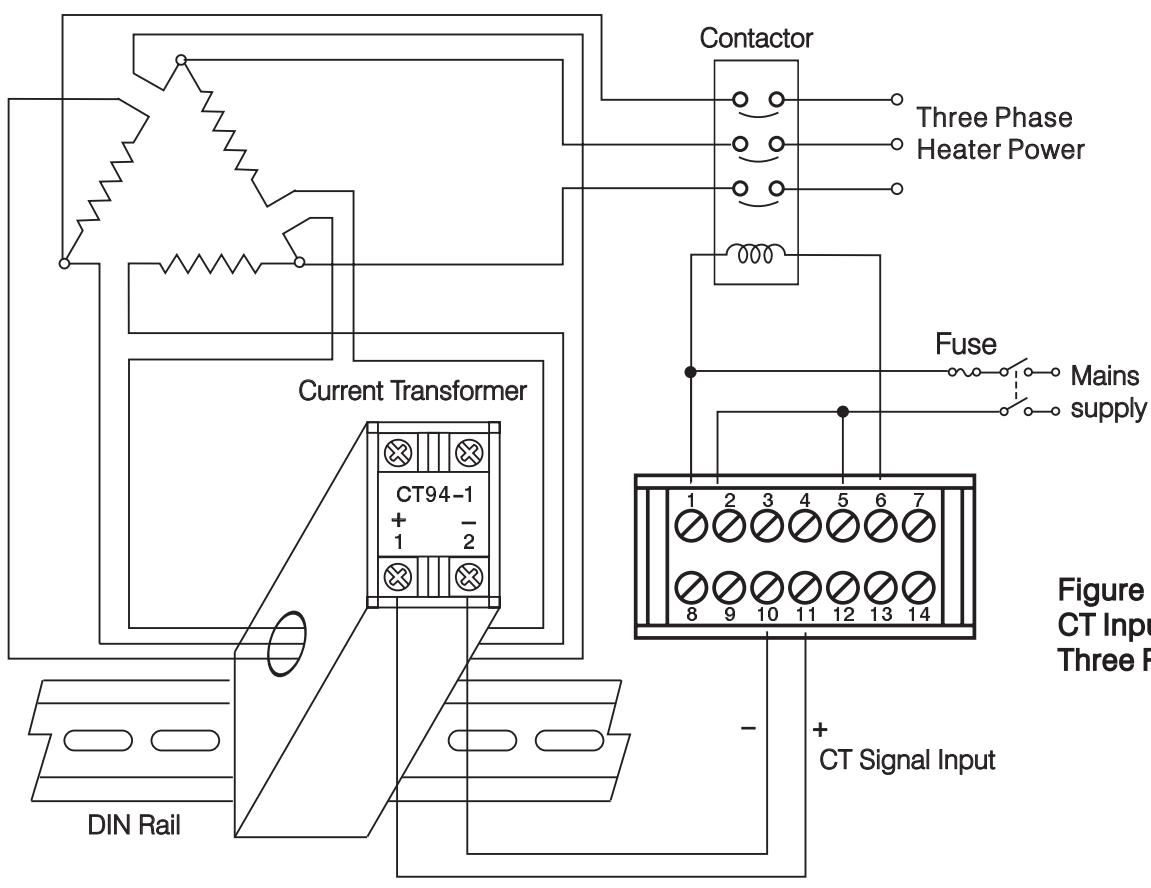 Contactor
Three Phase
Heater Power
Fuse
Mains
supply
Current Transformer
CT94-1
+ −
1 2
1 2 3 4 5 6 7
8 9 10 11 12 13 14
Figure
CT
Three
− +
CT Signal Input
DIN Rail